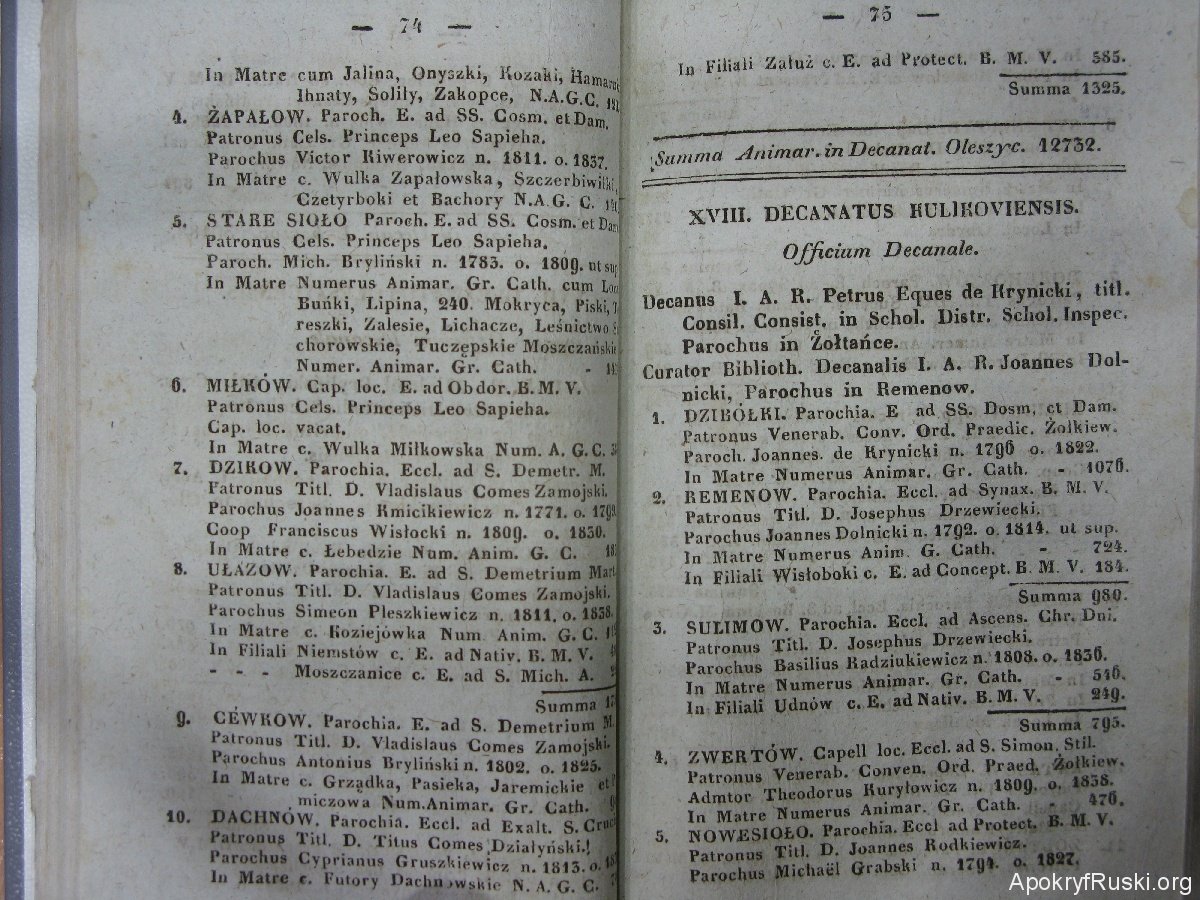 — 74 —
In Matre cum Jalina, Onyszki, Kozaki,
Ihnaty, Soliły, Zakopce, N.A.G.C.
4. ŻAPAŁOW. Paroch. E. ad SS. Cosm. et Dam.
Patronus Cels. Princeps Leo Sapieha.
Parochus Victor Kiwerowicz n. 1811. o. 1837.
In Matre c. Wulka Zapałowska, Szczerbiwilki,
Czetyrboki et Bachory N.A.G. C.
5. STARE SIOŁO Paroch. E. ad SS. Cosm. et Dam
Patronus Cels. Princeps Leo Sapieha.
Paroch. Mich. Bryliński n. 1783. o. 1809. ut sup
In Matre Numerus Animar. Gr. Cath. cum
Buńki, Lipina, 240. Mokryca, Piski,
reszki, Zalesie, Lichacze, Leśnictwo
chorowskie, Tuczępskie Moszczańskie
Numer. Animar. Gr. Cath. -
6. MIŁKÓW. Cap. loc. E. ad Obdor. B. M. V.
Patronus Cels. Princeps Leo Sapieha.
Cap. loc. vacat.
In Matre c. Wulka Miłkowska Num. A. G. C.
7. DZIKOW. Parochia. Eccl. ad S. Demetr. M.
Patronus Titl. D. Vladislaus Comes Zamojski.
Parochus Joannes Kmicikiewicz n. 1771. o.
Coop Franciscus Wisłocki n. 1809. o. 1830.
In Matre c. Łebedzie Num. Anim. G. C.
8. UŁAZOW. Parochia. E. ad S. Demetrium Mart
Patronus Titl. D. Vladislaus Comes Zamojski.
Parochus Simeon Pleszkiewicz n. 1811. o. 1838.
In Matre c. Koziejówka Num. Anim. G. C.
In Filiali Niemstów c. E. ad Nativ. B. M. V.
- - - Moszczanice c. E. ad S. Mich. A.
Summa
9. CÉWKOW. Parochia. E. ad S. Demetrium M.
Patronus Titl. D. Vladislaus Comes Zamojski.
Parochus Antonius Bryliński n. 1802. o. 1825.
In Matre c. Grządka, Pasieka, Jaremickie et
miczowa Num. Animar. Gr. Cath.
10. DACHNÓW. Parochia. Eccl. ad Exalt. S. Cruc
Patronus Titl. D. Titus Comes Działyński.
Parochus Cyprianus Gruszkiewicz n. 1813. o.
In Matre c. Futory Dachnowskie N. A. G. C.
— 75 —
In Filiali Załuż c. E. ad Protect. B. M. V. 585.
Summa 1325.
Summa Animar. in Decanat. Oleszyc. 12732.
XVIII. DECANATUS KULIKOVIENSIS.
Officium Decanale.
Decanus I. A. R. Petrus Eques de Krynicki, titl.
Consil. Consist. in Schol. Distr. Schol. Inspec.
Parochus in Żołtańce.
Curator Biblioth. Decanalis I. A. R. Joannes Dol-
nicki, Parochus in Remenow.
1. DZIBÓŁKI. Parochia. E ad SS. Dosm, et Dam.
Patronus Venerab. Conv. Ord. Praedic. Żołkiew.
Paroch. Joannes. de Krynicki n. 1796 o. 1822.
In Matre Numerus Animar. Gr. Cath. - 1076.
2. REMENOW. Parochia. Eccl. ad Synax. B. M. V.
Patronus Titl. D. Josephus Drzewiecki.
Parochus Joannes Dolnicki n. 1792. o. 1814. ut sup.
In Matre Numerus Anim. G. Cath. - 724.
In Filiali Wisłoboki c. E. ad Concept. B. M. V. 184.
Summa 980.
3. SULIMOW. Parochia. Eccl. ad Ascens. Chr. Dni.
Patronus Titl. D. Josephus Drzewiecki.
Parochus Basilius Radziukiewicz n. 1808. o. 1836.
In Matre Numerus Animar. Gr. Cath. - 546.
In Filiali Udnów c. E. ad Nativ. B. M. V. 249.
Summa 795.
4. ZWERTÓW. Capell loc. Eccl. ad S. Simon. Stil.
Patronus Venerab. Conven. Ord. Praed. Żołkiew.
Admtor Theodorus Kuryłowicz n. 1809. o. 1838.
In Matre Numerus Animar. Gr. Cath. - 476.
5. NOWESIOŁO. Parochia. Eccl ad Protect. B. M. V.
Patronus Titl. D. Joannes Rodkiewicz.
Parochus Michaël Grabski n. 1794. o. 1827.
ApokryfRuski.org